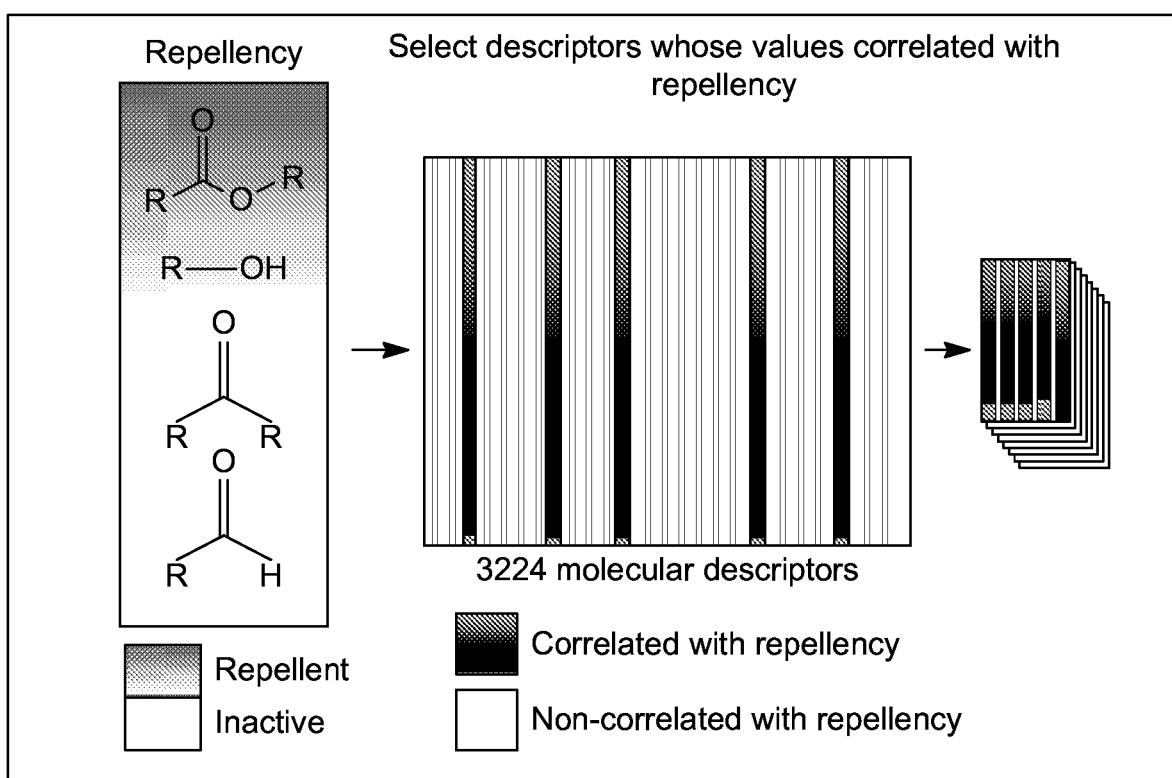 Repellency
Select descriptors whose values correlated with
repellency
O
R
O
R
R—OH
O
R
R
O
R
H
3224 molecular descriptors
Repellent
Inactive
Correlated with repellency
Non-correlated with repellency